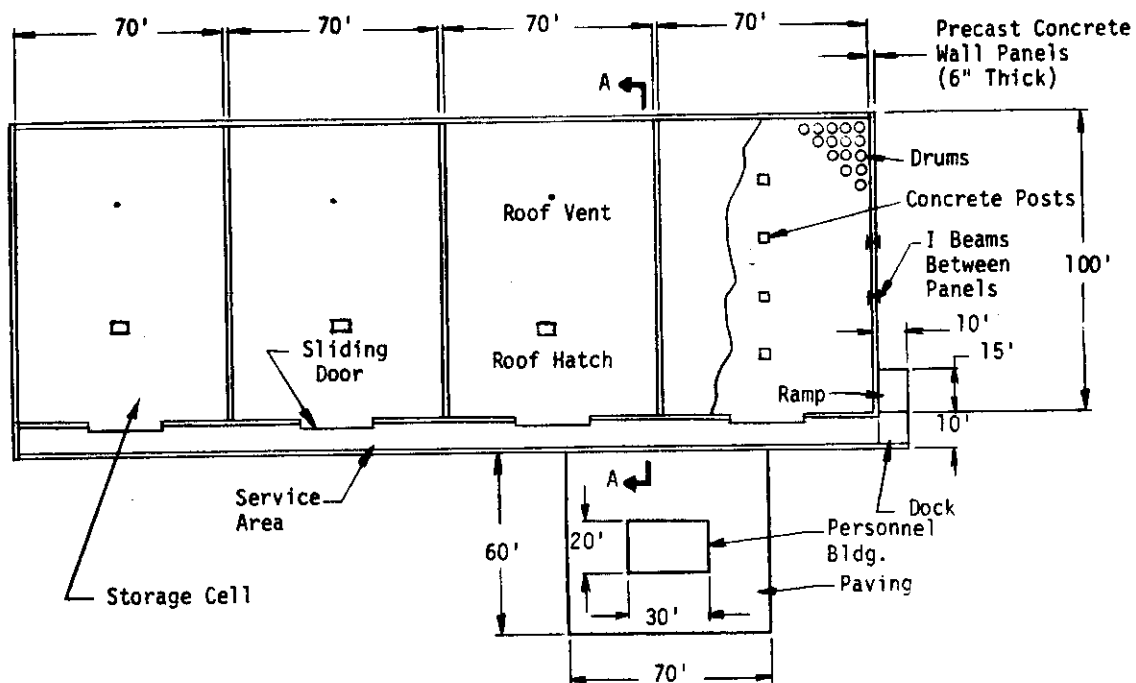 70'
70'
70'
70'
Precast Concrete
Wall Panels
(6" Thick)
A
Drums
Concrete Posts
Roof Vent
I Beams
Between
Panels
100'
10'
Sliding
Door
Roof Hatch
15'
Ramp
10'
A
Service
Area
Dock
60'
20'
Personnel
Bldg.
Paving
Storage Cell
30'
70'